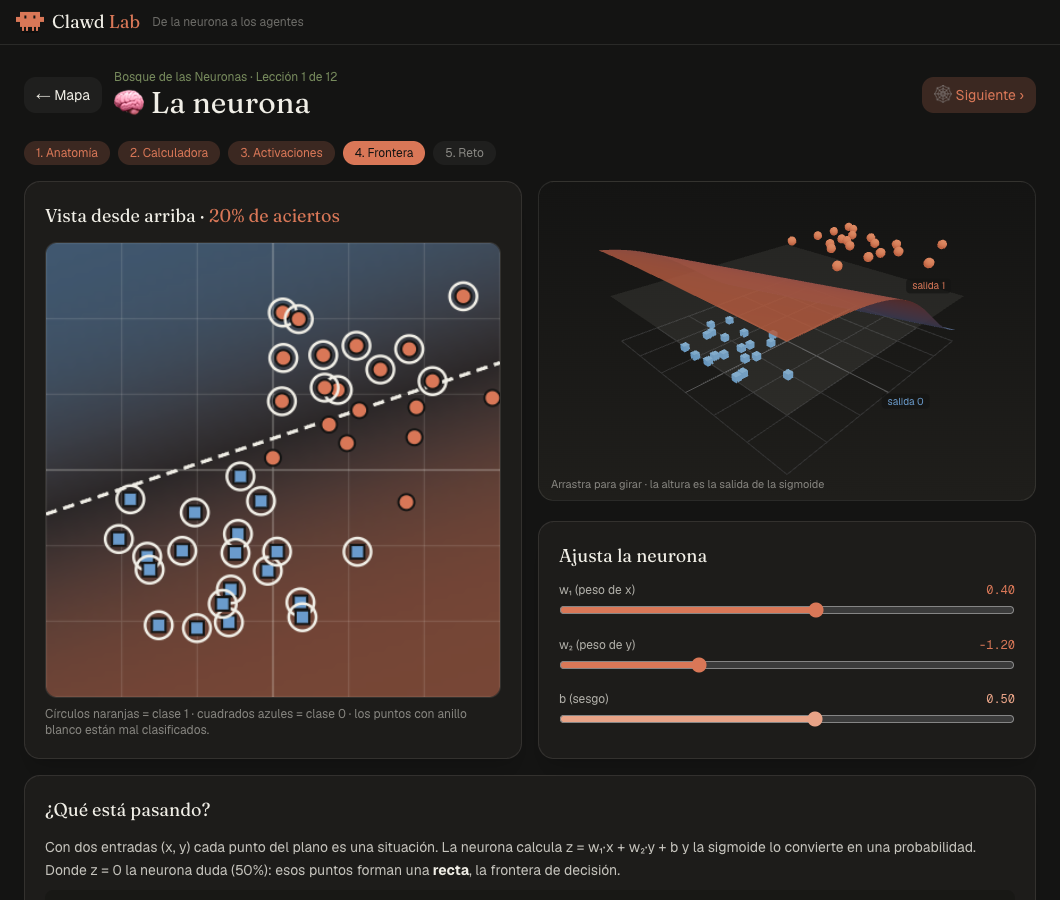 Clawd Lab De la neurona a los agentes
← Mapa
Bosque de las Neuronas · Lección 1 de 12
🧠 La neurona
🕸️ Siguiente ›
1. Anatomía 2. Calculadora 3. Activaciones 4. Frontera 5. Reto
Vista desde arriba · 20% de aciertos
Círculos naranjas = clase 1 · cuadrados azules = clase 0 · los puntos con anillo
blanco están mal clasificados.
salida 1
salida 0
Arrastra para girar · la altura es la salida de la sigmoide
Ajusta la neurona
w₁ (peso de x) 0.40
w₂ (peso de y) -1.20
b (sesgo) 0.50
¿Qué está pasando?
Con dos entradas (x, y) cada punto del plano es una situación. La neurona calcula z = w₁·x + w₂·y + b y la sigmoide lo convierte en una probabilidad.
Donde z = 0 la neurona duda (50%): esos puntos forman una recta, la frontera de decisión.